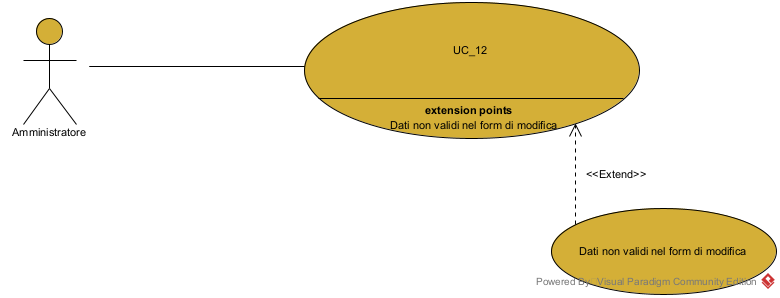 UC_12
extension points
Dati non validi nel form di modifica
Amministratore
<<Extend>>
Dati non validi nel form di modifica
Powered By: Visual Paradigm Community Edition